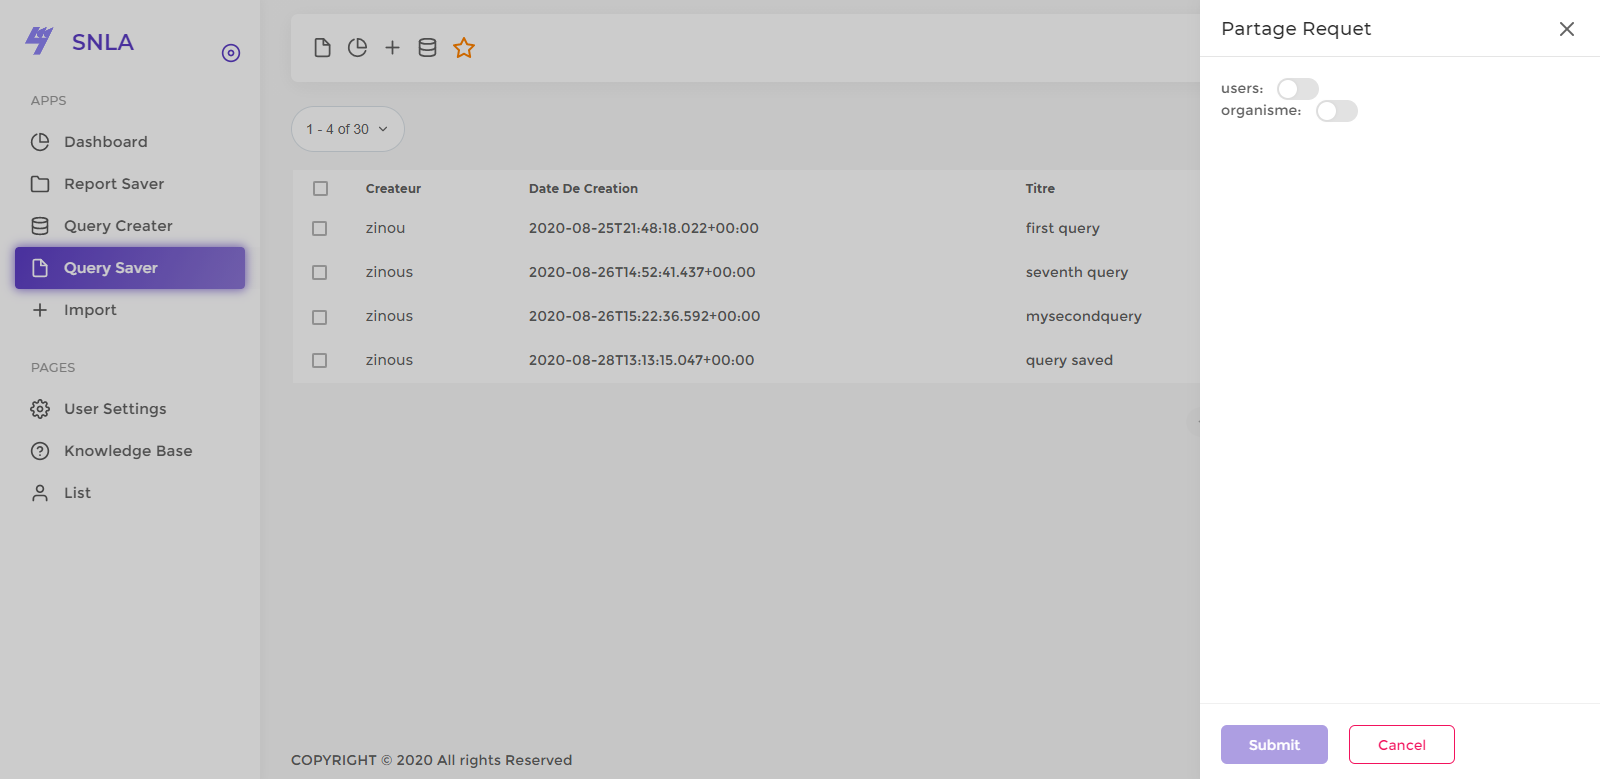 SNLA
APPS
Dashboard
Report Saver
Query Creater
Query Saver
Import
PAGES
User Settings
Knowledge Base
List
1 - 4 of 30
Createur Date De Creation Titre
zinou 2020-08-25T21:48:18.022+00:00 first query
zinous 2020-08-26T14:52:41.437+00:00 seventh query
zinous 2020-08-26T15:22:36.592+00:00 mysecondquery
zinous 2020-08-28T13:13:15.047+00:00 query saved
COPYRIGHT © 2020 All rights Reserved
Partage Requet
users:
organisme:
Submit
Cancel